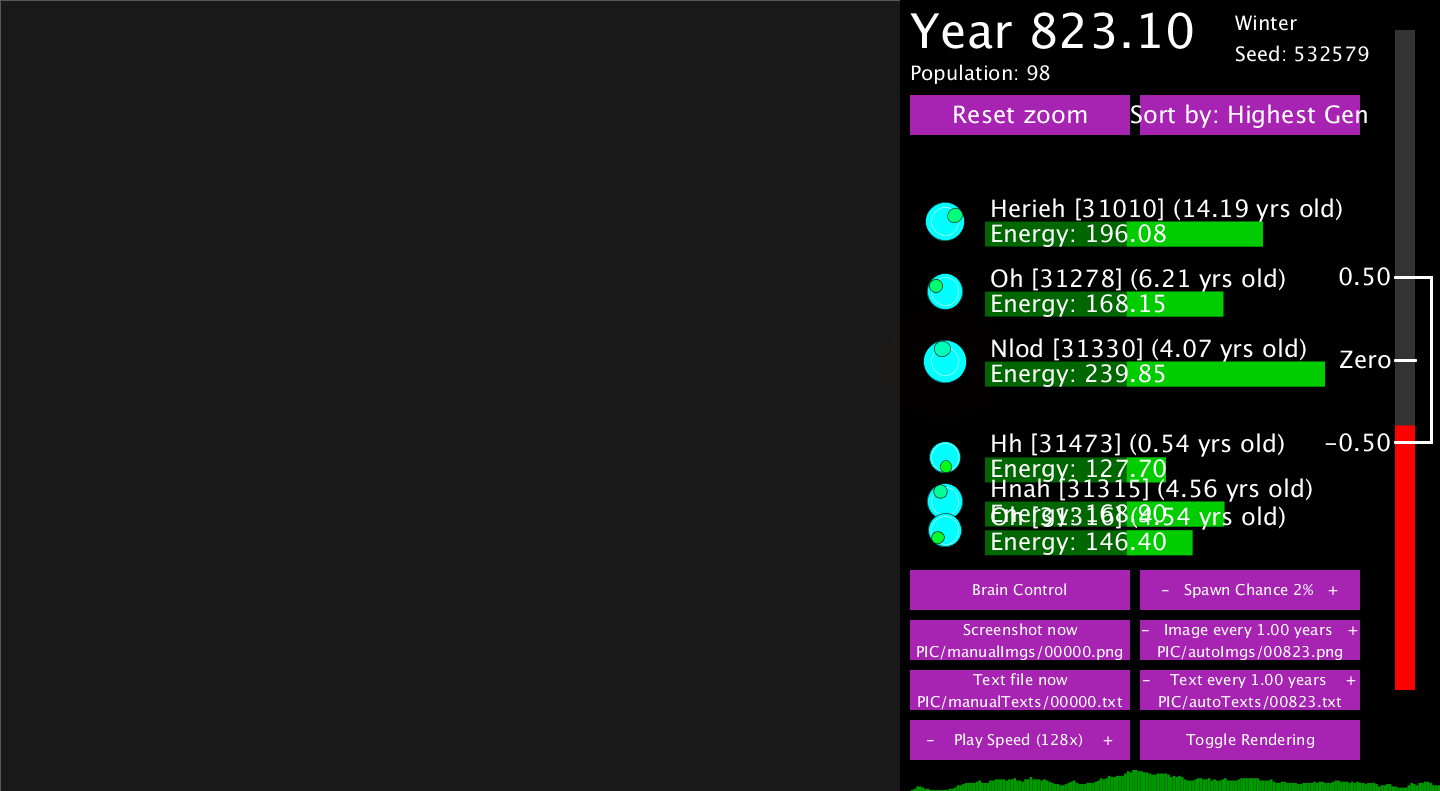 Year 823.10
Winter
Seed: 532579
Population: 98
Reset zoom
Sort by: Highest Gen
Herieh [31010] (14.19 yrs old)
Energy: 196.08
Oh [31278] (6.21 yrs old)
Energy: 168.15
0.50
Nlod [31330] (4.07 yrs old)
Energy: 239.85
Zero
Hh [31473] (0.54 yrs old)
Energy: 127.70
-0.50
Hnah [31315] (4.56 yrs old)
Energy: 168.90
Oh [31316] (4.54 yrs old)
Energy: 146.40
Brain Control
- Spawn Chance 2% +
Screenshot now
PIC/manualImgs/00000.png
- Image every 1.00 years +
PIC/autoImgs/00823.png
Text file now
PIC/manualTexts/00000.txt
- Text every 1.00 years +
PIC/autoTexts/00823.txt
- Play Speed (128x) +
Toggle Rendering